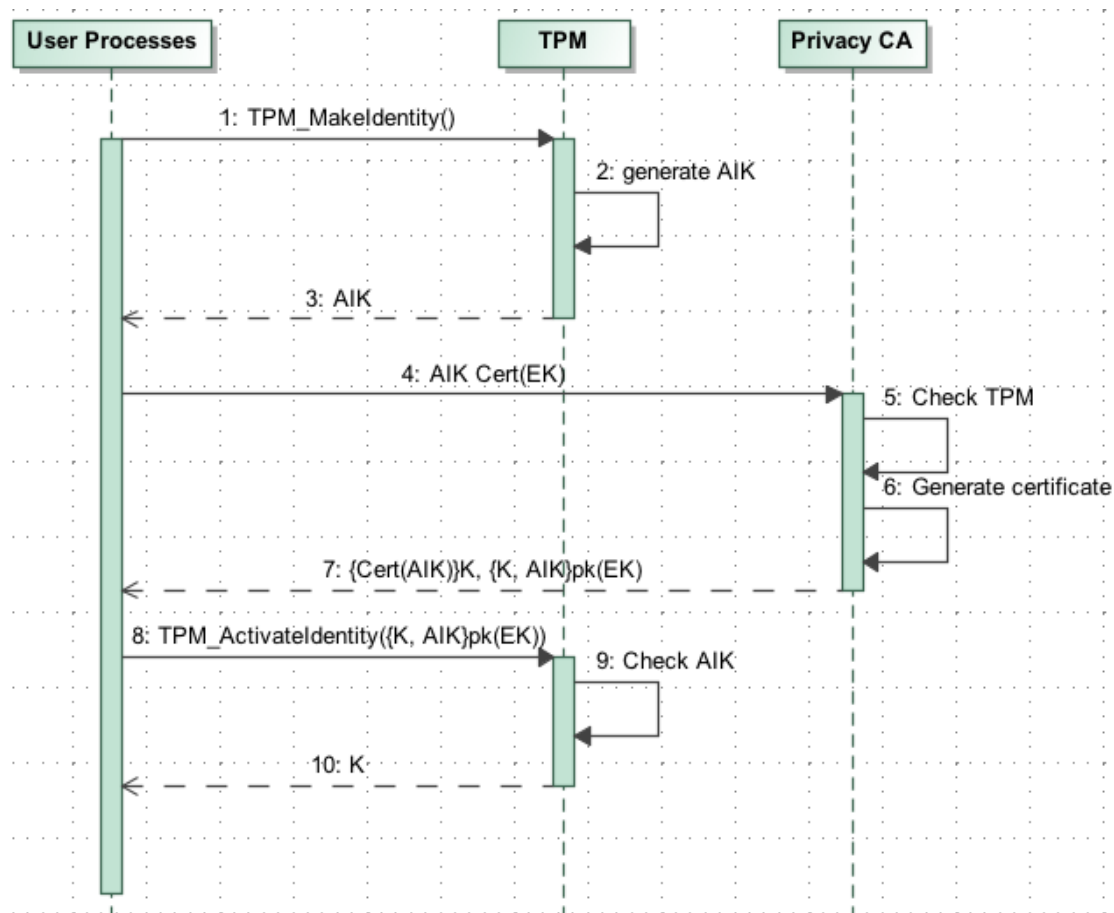 User Processes
TPM
Privacy CA
1: TPM_MakeIdentity()
2: generate AIK
3: AIK
4: AIK Cert(EK)
5: Check TPM
6: Generate certificate
7: {Cert(AIK)}K, {K, AIK}pk(EK)
8: TPM_ActivateIdentity({K, AIK}pk(EK))
9: Check AIK
10: K